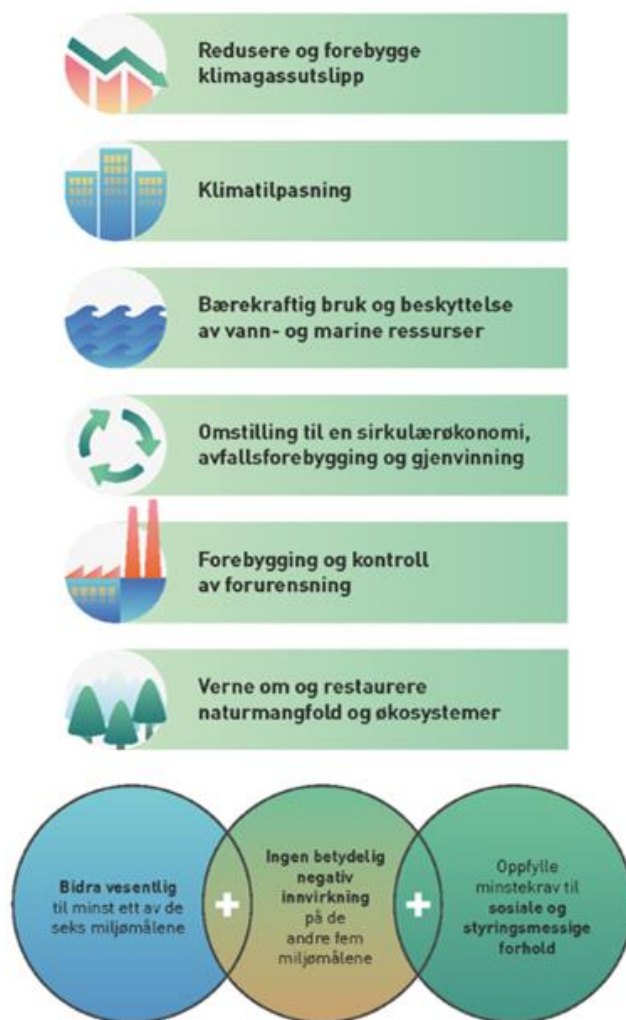 Redusere og forebygge
klimagassutslipp
Klimatilpasning
Bærekraftig bruk og beskyttelse
av vann- og marine ressurser
Omstilling til en sirkulærøkonomi,
avfallsforebygging og gjenvinning
Forebygging og kontroll
av forurensning
Verne om og restaurere
naturmangfold og økosystemer
Bidra vesentlig
til minst ett av de
seks miljømålene
+
Ingen betydelig
negativ
innvirkning
på de
andre fem
miljømålene
+
Oppfylle
minstekrav til
sosiale og
styringsmessige
forhold